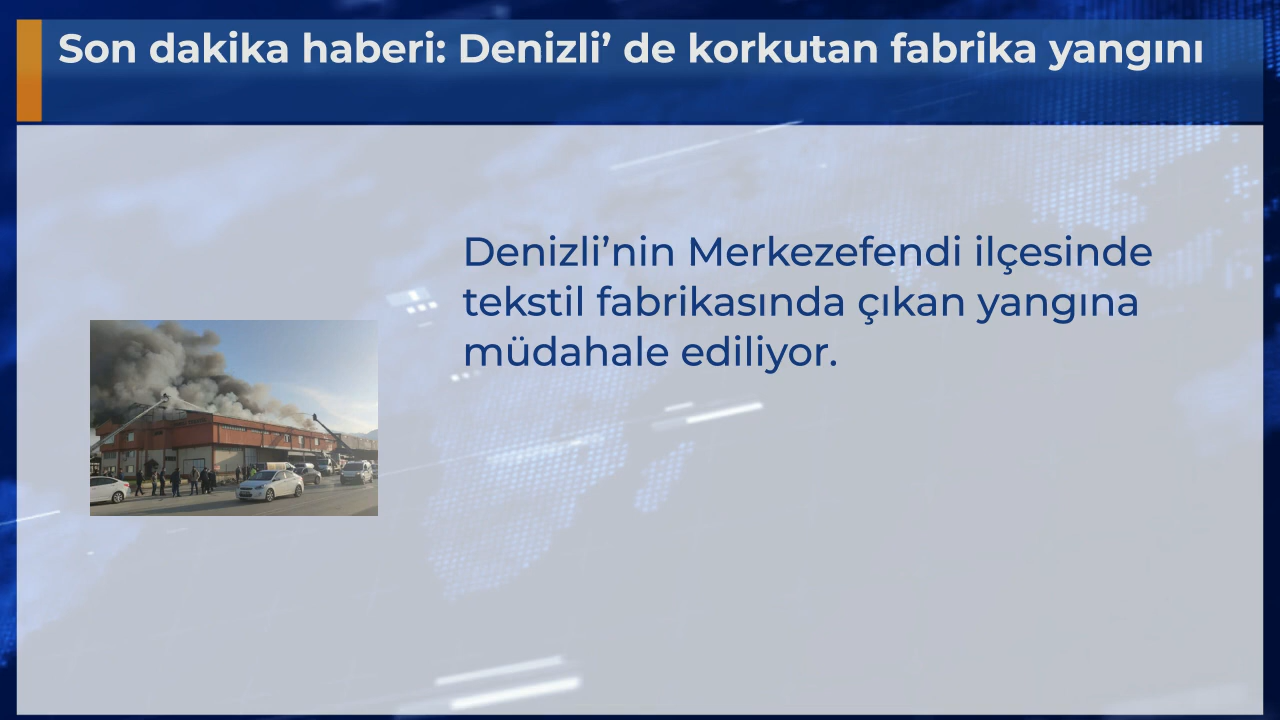 Son dakika haberi: Denizli’ de korkutan fabrika yangını
Denizli’nin Merkezefendi ilçesinde
tekstil fabrikasında çıkan yangına
müdahale ediliyor.